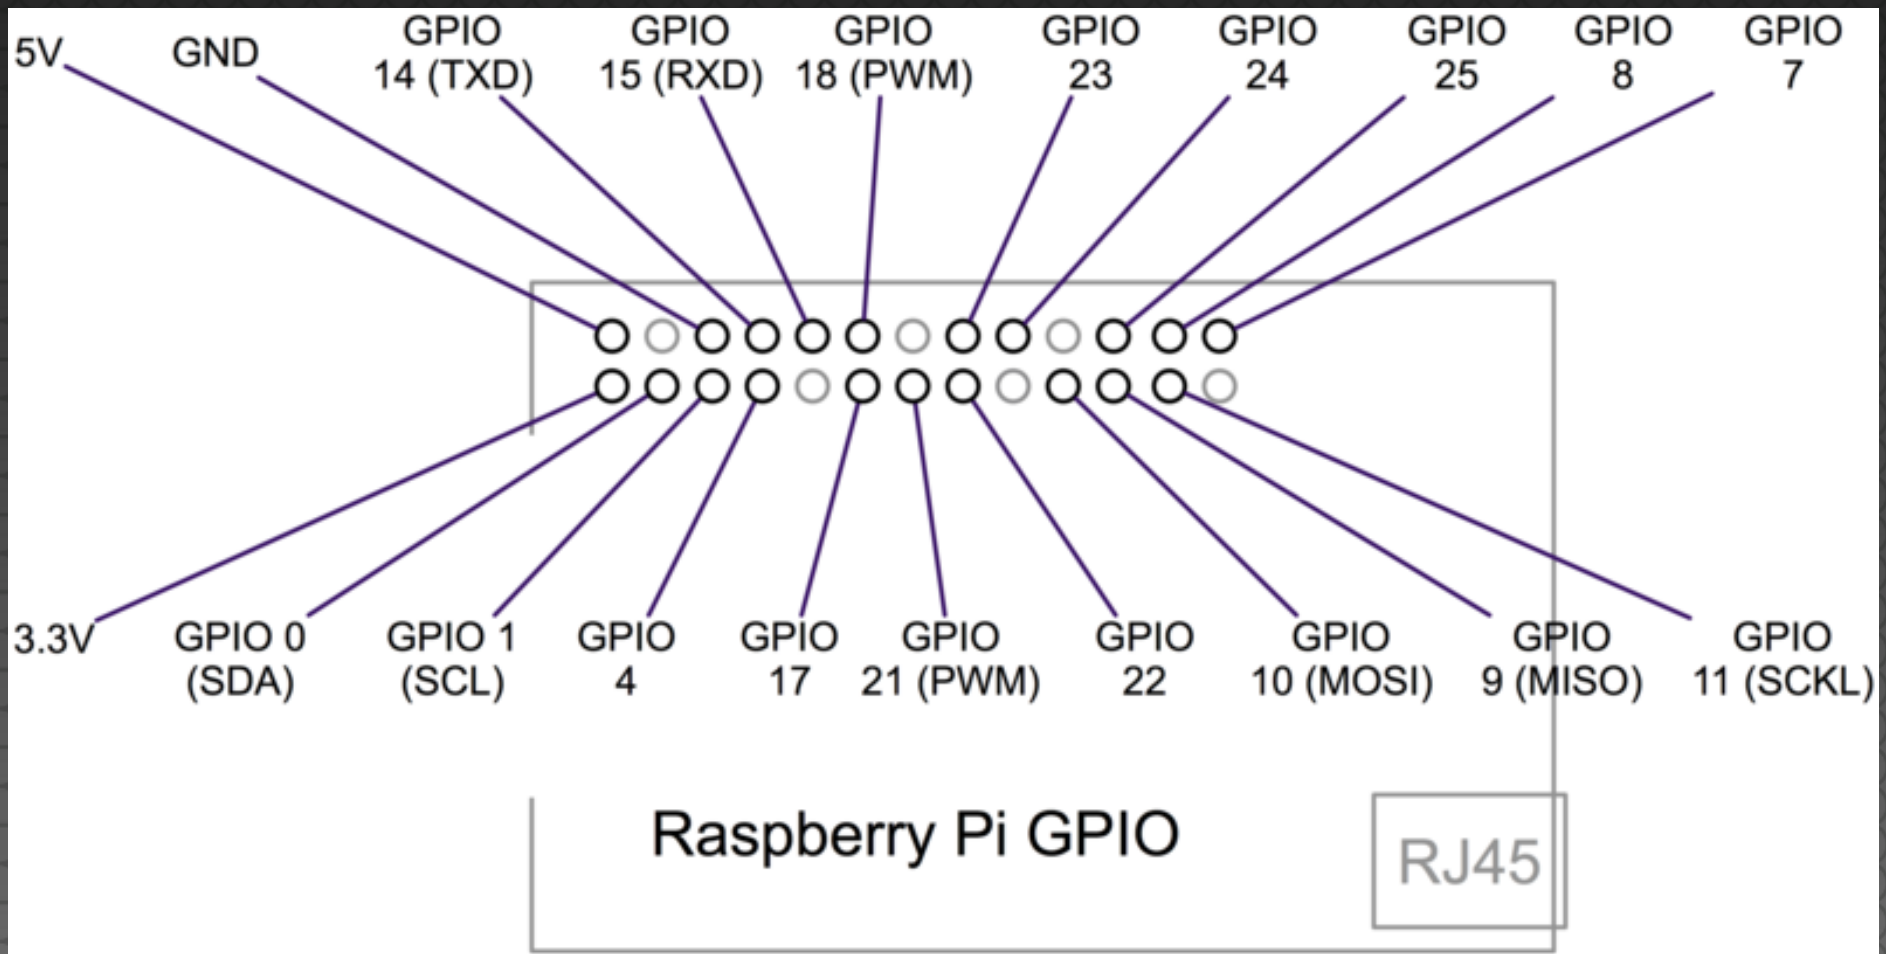 5V
GND
GPIO
14 (TXD)
GPIO
15 (RXD)
GPIO
18 (PWM)
GPIO
23
GPIO
24
GPIO
25
GPIO
8
GPIO
7
3.3V
GPIO 0
(SDA)
GPIO 1
(SCL)
GPIO
4
GPIO
17
GPIO
21 (PWM)
GPIO
22
GPIO
10 (MOSI)
GPIO
9 (MISO)
GPIO
11 (SCKL)
Raspberry Pi GPIO
RJ45